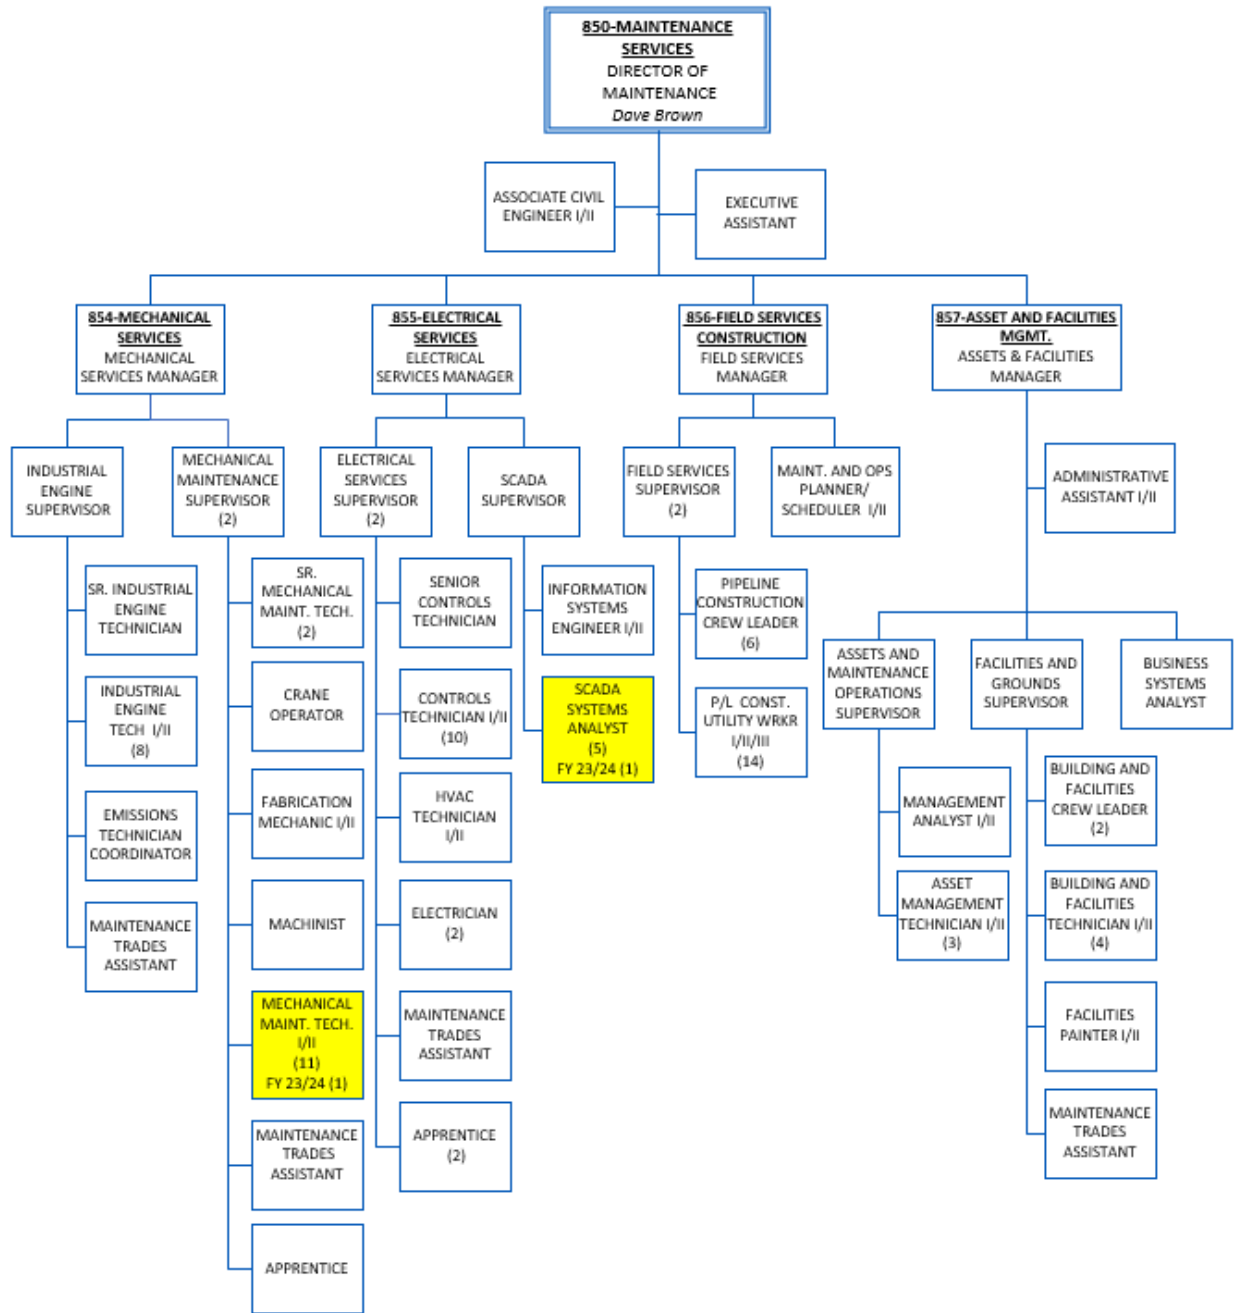 850-MAINTENANCE
SERVICES
DIRECTOR OF
MAINTENANCE
Dave Brown
ASSOCIATE CIVIL
ENGINEER I/II
EXECUTIVE
ASSISTANT
854-MECHANICAL
SERVICES
MECHANICAL
SERVICES MANAGER
855-ELECTRICAL
SERVICES
ELECTRICAL
SERVICES MANAGER
856-FIELD SERVICES
CONSTRUCTION
FIELD SERVICES
MANAGER
857-ASSET AND FACILITIES
MGMT.
ASSETS & FACILITIES
MANAGER
INDUSTRIAL
ENGINE
SUPERVISOR
MECHANICAL
MAINTENANCE
SUPERVISOR
(2)
ELECTRICAL
SERVICES
SUPERVISOR
(2)
SCADA
SUPERVISOR
FIELD SERVICES
SUPERVISOR
(2)
MAINT. AND OPS
PLANNER/
SCHEDULER I/II
ADMINISTRATIVE
ASSISTANT I/II
SR. INDUSTRIAL
ENGINE
TECHNICIAN
INDUSTRIAL
ENGINE
TECH I/II
(8)
EMISSIONS
TECHNICIAN
COORDINATOR
MAINTENANCE
TRADES
ASSISTANT
SR.
MECHANICAL
MAINT. TECH.
(2)
CRANE
OPERATOR
FABRICATION
MECHANIC I/II
MACHINIST
MECHANICAL
MAINT. TECH.
I/II
(11)
FY 23/24 (1)
MAINTENANCE
TRADES
ASSISTANT
APPRENTICE
SENIOR
CONTROLS
TECHNICIAN
CONTROLS
TECHNICIAN I/II
(10)
HVAC
TECHNICIAN
I/II
ELECTRICIAN
(2)
MAINTENANCE
TRADES
ASSISTANT
APPRENTICE
(2)
INFORMATION
SYSTEMS
ENGINEER I/II
SCADA
SYSTEMS
ANALYST
(5)
FY 23/24 (1)
PIPELINE
CONSTRUCTION
CREW LEADER
(6)
P/L CONST.
UTILITY WRKR
I/II/III
(14)
ASSETS AND
MAINTENANCE
OPERATIONS
SUPERVISOR
FACILITIES AND
GROUNDS
SUPERVISOR
BUSINESS
SYSTEMS
ANALYST
MANAGEMENT
ANALYST I/II
ASSET
MANAGEMENT
TECHNICIAN I/II
(3)
BUILDING AND
FACILITIES
CREW LEADER
(2)
BUILDING AND
FACILITIES
TECHNICIAN I/II
(4)
FACILITIES
PAINTER I/II
MAINTENANCE
TRADES
ASSISTANT